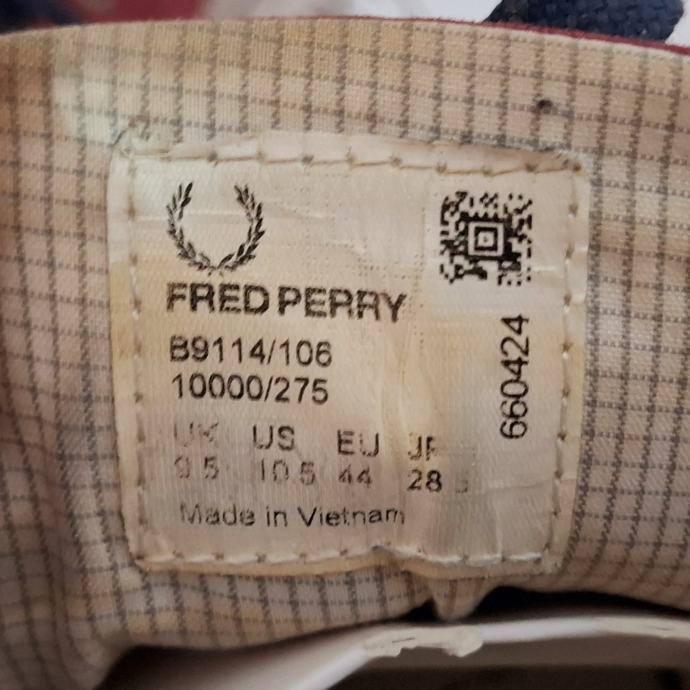 FRED PERRY
B9114/106
10000/275
UK US EU JP
9.5 10.5 44 28
Made in Vietnam
660424